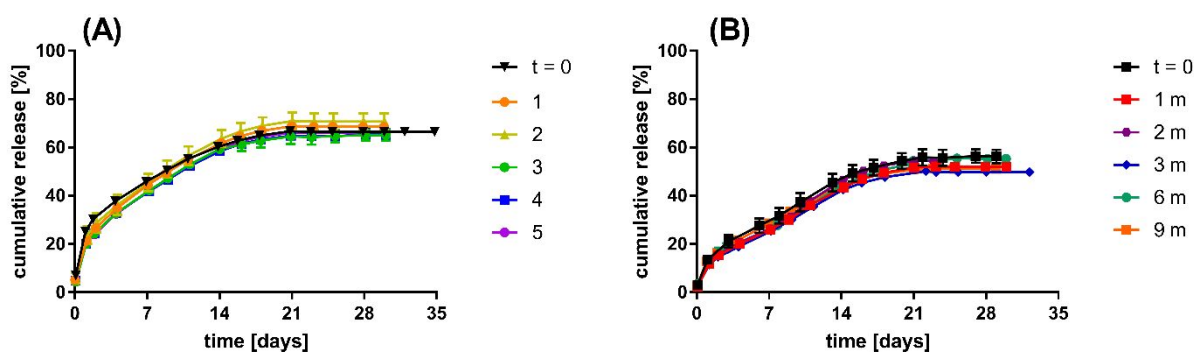 (A)
cumulative release [%]
100
80
60
40
20
0
0 7 14 21 28 35
time [days]
t = 0
1
2
3
4
5
(B)
cumulative release [%]
100
80
60
40
20
0
0 7 14 21 28 35
time [days]
t = 0
1 m
2 m
3 m
6 m
9 m